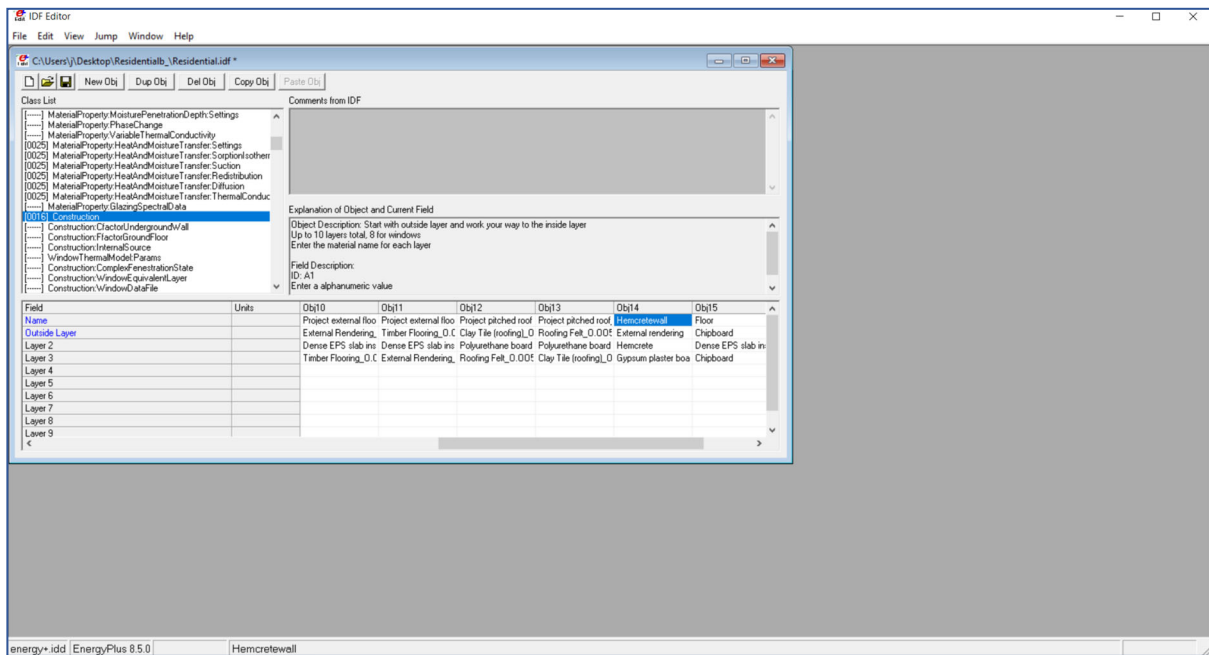 IDF Editor
File Edit View Jump Window Help
C:\Users\j\Desktop\Residentialb_\Residential.idf *
New Obj Dup Obj Del Obj Copy Obj Paste Obj
Class List
Comments from IDF
[------] MaterialProperty:MoisturePenetrationDepth:Settings
[------] MaterialProperty:PhaseChange
[------] MaterialProperty:VariableThermalConductivity
[0025] MaterialProperty:HeatAndMoistureTransfer:Settings
[0025] MaterialProperty:HeatAndMoistureTransfer:SorptionIsotherr
[0025] MaterialProperty:HeatAndMoistureTransfer:Suction
[0025] MaterialProperty:HeatAndMoistureTransfer:Redistribution
[0025] MaterialProperty:HeatAndMoistureTransfer:Diffusion
[0025] MaterialProperty:HeatAndMoistureTransfer:ThermalConduc
[------] MaterialProperty:GlazingSpectralData
[0016] Construction
[------] Construction:CfactorUndergroundWall
[------] Construction:FfactorGroundFloor
[------] Construction:InternalSource
[------] WindowThermalModel:Params
[------] Construction:ComplexFenestrationState
[------] Construction:WindowEquivalentLayer
[------] Construction:WindowDataFile
Explanation of Object and Current Field
Object Description: Start with outside layer and work your way to the inside layer
Up to 10 layers total, 8 for windows
Enter the material name for each layer
Field Description:
ID: A1
Enter a alphanumeric value
Field Units Obj10 Obj11 Obj12 Obj13 Obj14 Obj15
Name Project external floo Project external floo Project pitched roof Project pitched roof_ Hemcretewall Floor
Outside Layer External Rendering_ Timber Flooring_0.0 Clay Tile (roofing)_0 Roofing Felt_0.005 External rendering Chipboard
Layer 2 Dense EPS slab ins Dense EPS slab ins Polyurethane board Polyurethane board Hemcrete Dense EPS slab in
Layer 3 Timber Flooring_0.0 External Rendering_ Roofing Felt_0.005 Clay Tile (roofing)_0 Gypsum plaster boa Chipboard
Layer 4
Layer 5
Layer 6
Layer 7
Layer 8
Layer 9
energy+.idd EnergyPlus 8.5.0 Hemcretewall